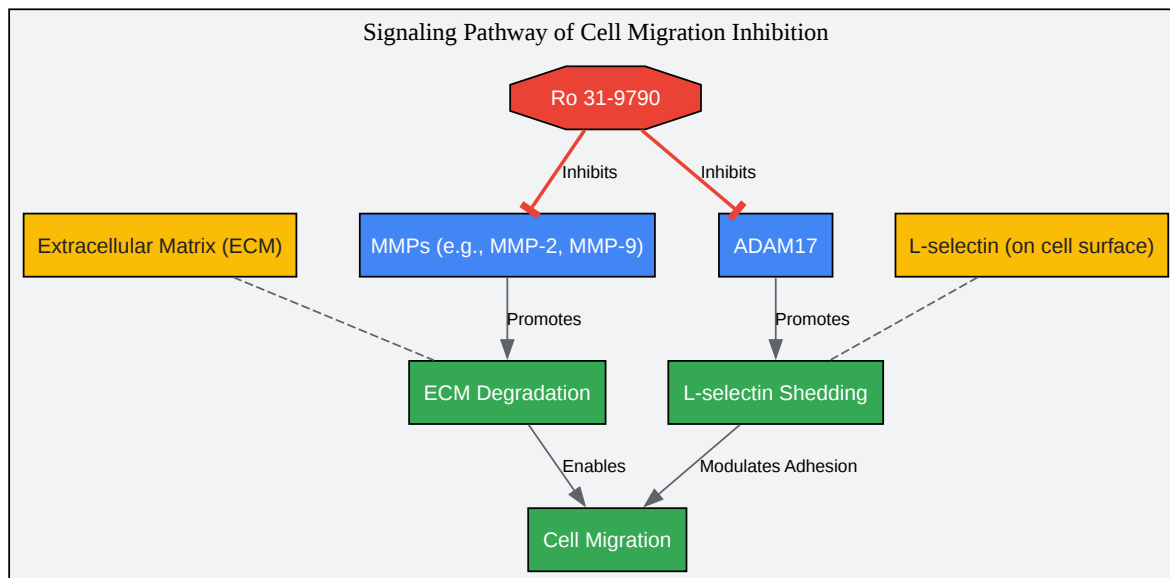 Signaling Pathway of Cell Migration Inhibition
Ro 31-9790
Inhibits
Inhibits
Extracellular Matrix (ECM)
MMPs (e.g., MMP-2, MMP-9)
ADAM17
L-selectin (on cell surface)
Promotes
Promotes
ECM Degradation
L-selectin Shedding
Enables
Modulates Adhesion
Cell Migration